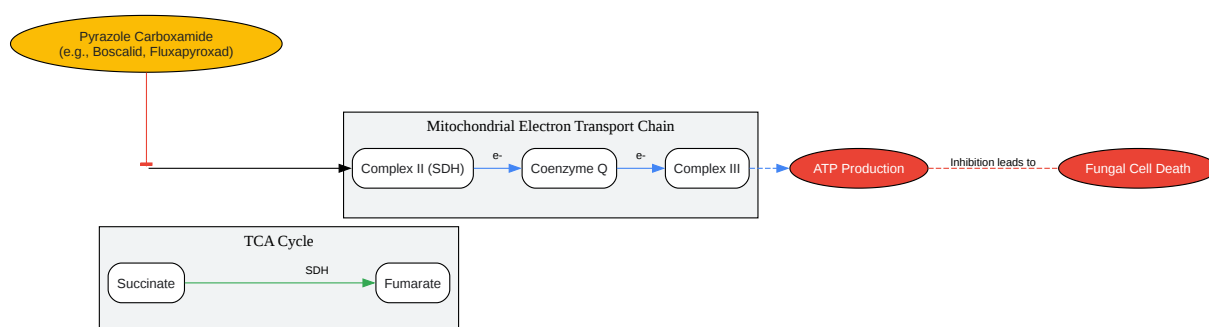 Pyrazole Carboxamide
(e.g., Boscalid, Fluxapyroxad)
Mitochondrial Electron Transport Chain
Complex II (SDH)
e-
Coenzyme Q
e-
Complex III
ATP Production
Inhibition leads to
Fungal Cell Death
TCA Cycle
Succinate
SDH
Fumarate